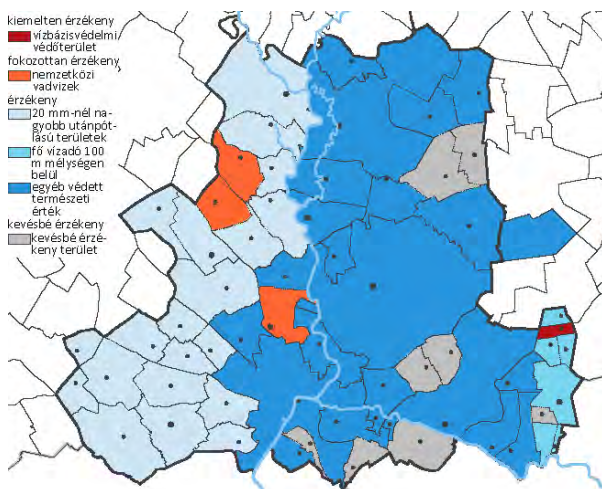 kiemelten érzékeny
vízbázisvédelmi
védőterület
fokozottan érzékeny
nemzetközi
vadvizek
érzékeny
20 mm-nél na-
gyobb utánpót-
lású területek
fő vízadó 100
m mélységen
belül
egyéb védett
természeti
érték
kevésbé érzékeny
kevésbé érzé-
keny terület